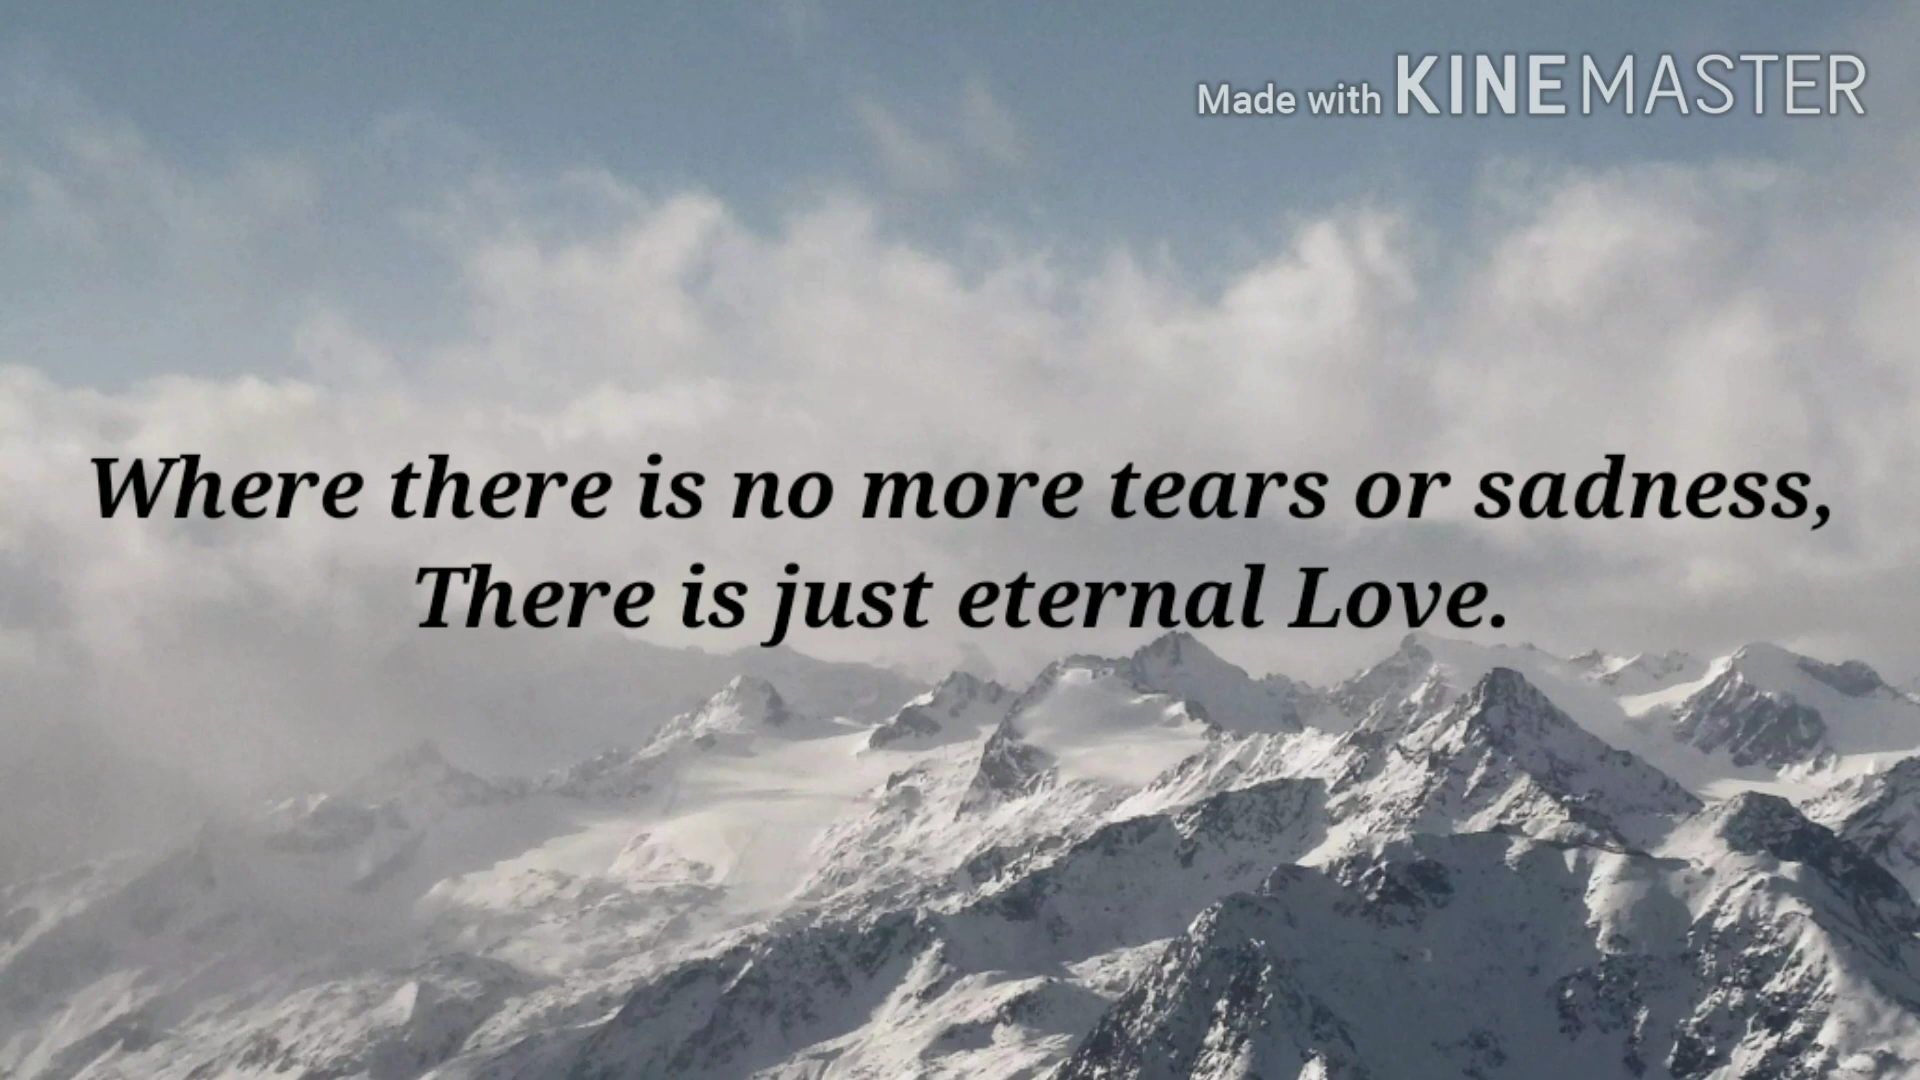 Made with KINEMASTER
Where there is no more tears or sadness,
There is just eternal Love.